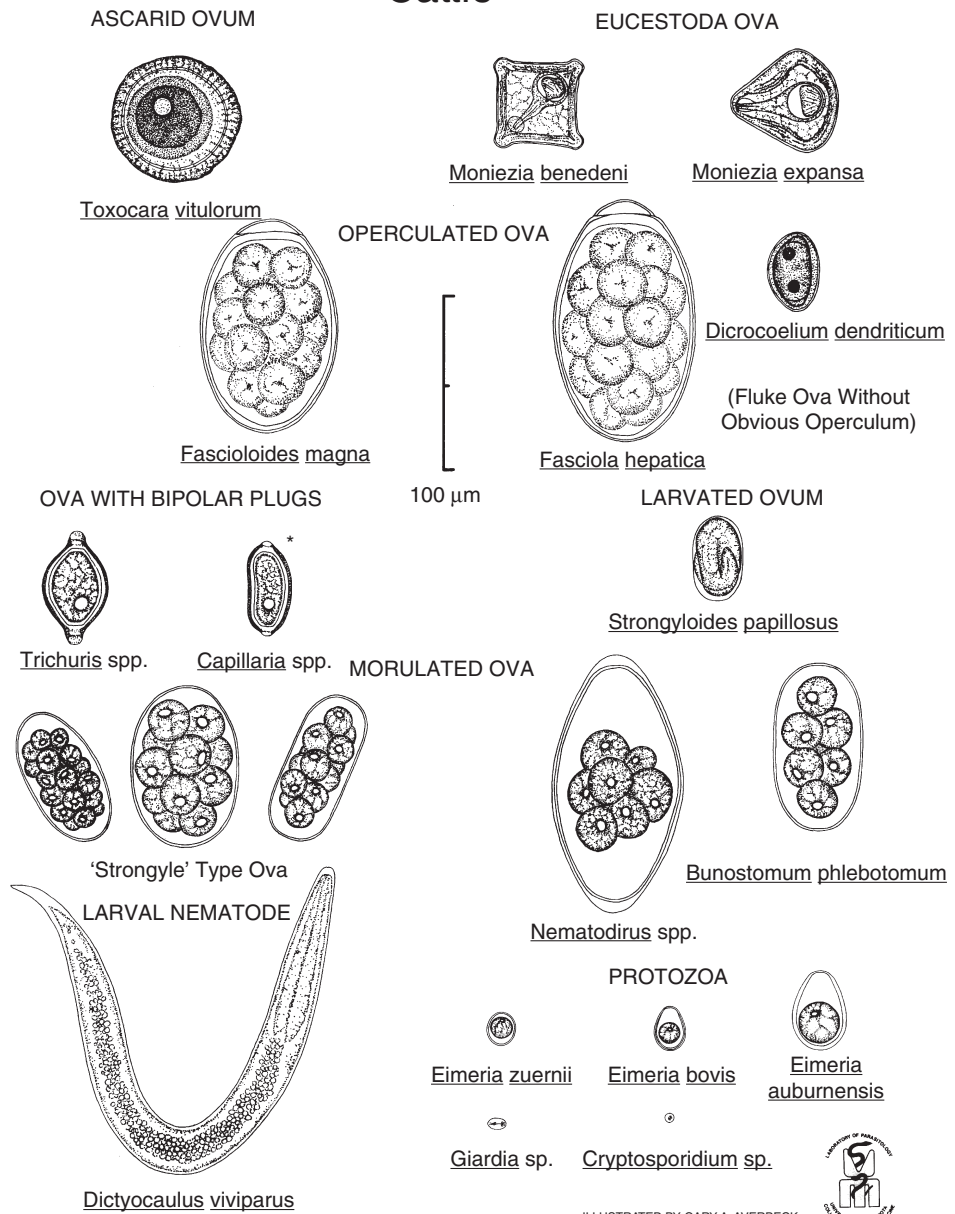 ASCARID OVUM
EUCESTODA OVA
Toxocara vitulorum
Moniezia benedeni
Moniezia expansa
OPERCULATED OVA
Fascioloides magna
100 µm
Fasciola hepatica
Dicrocoelium dendriticum
(Fluke Ova Without
Obvious Operculum)
OVA WITH BIPOLAR PLUGS
*
Trichuris spp.
Capillaria spp.
LARVATED OVUM
Strongyloides papillosus
MORULATED OVA
'Strongyle' Type Ova
Nematodirus spp.
Bunostomum phlebotomum
LARVAL NEMATODE
Dictyocaulus viviparus
PROTOZOA
Eimeria zuernii
Eimeria bovis
Eimeria
auburnensis
Giardia sp.
Cryptosporidium sp.
LABORATORY OF PARASITOLOGY